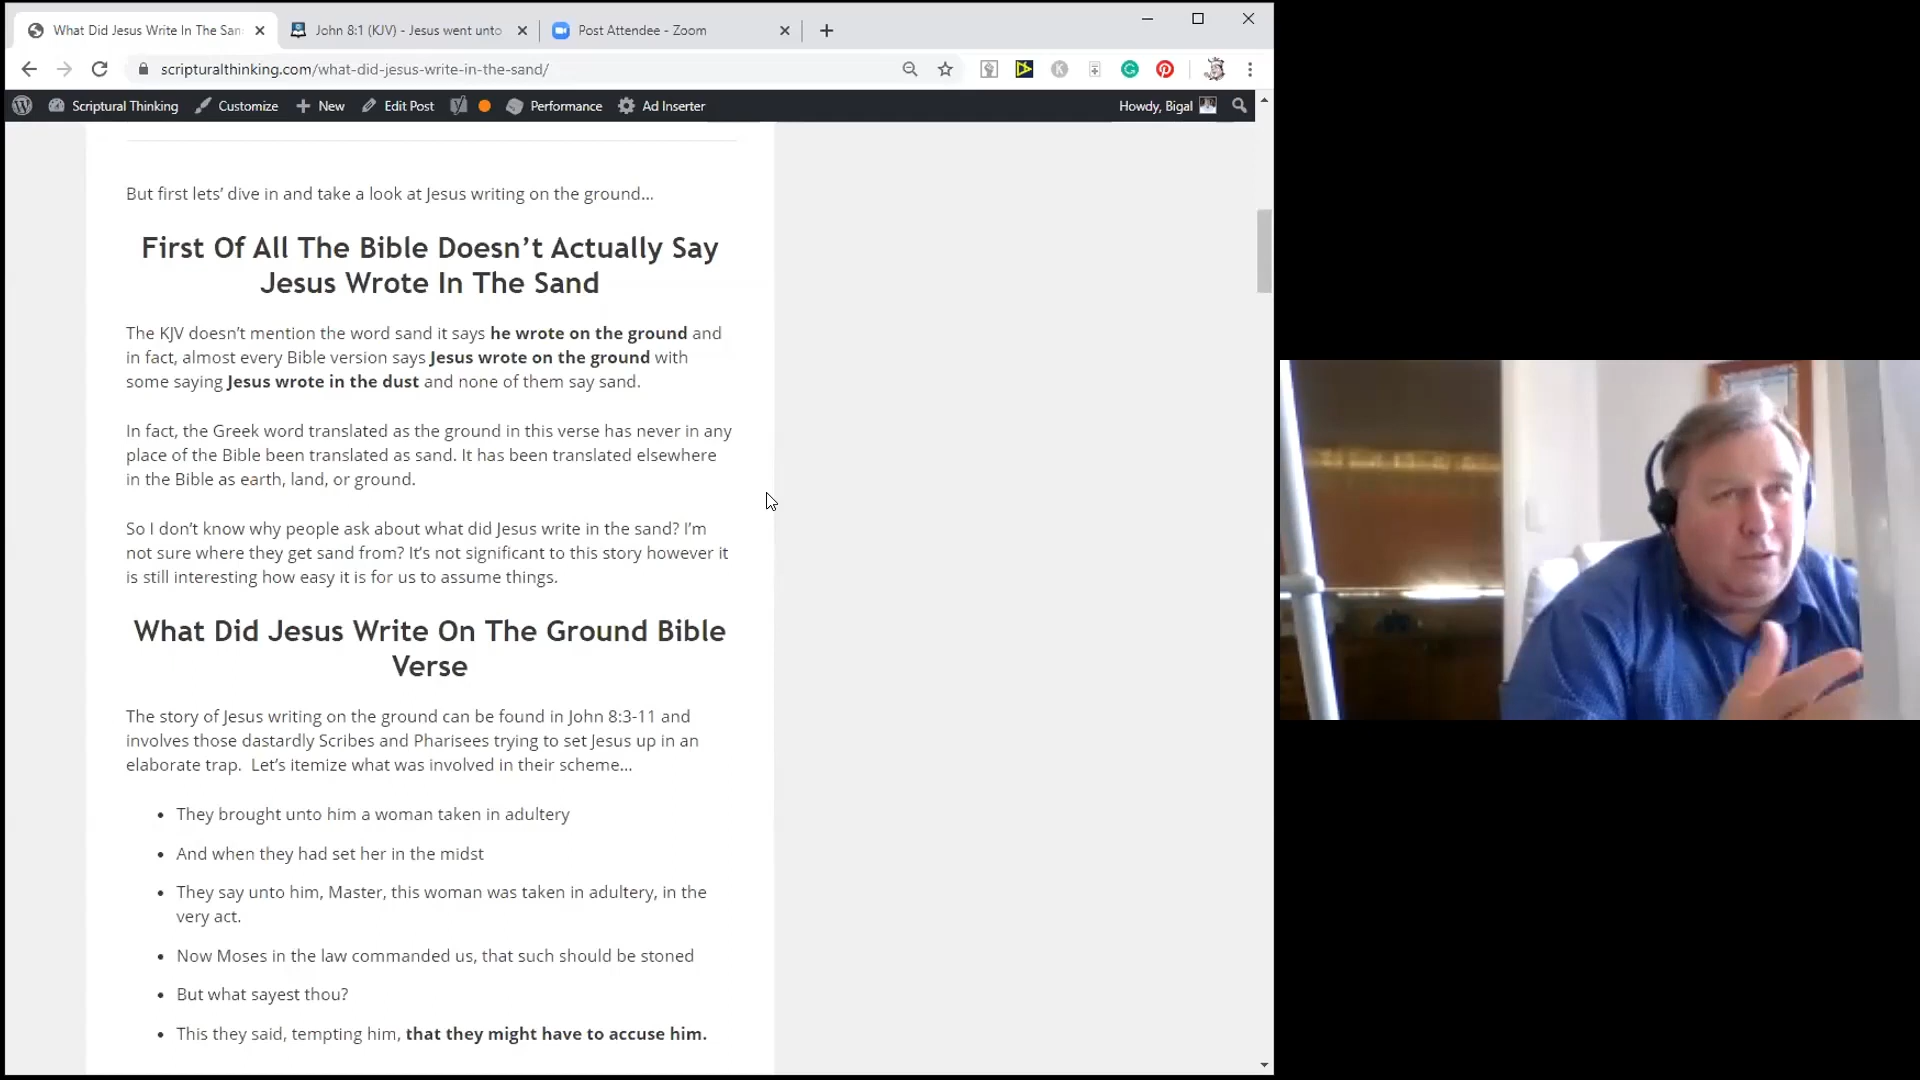 What Did Jesus Write In The San
John 8:1 (KJV) - Jesus went unto
Post Attendee - Zoom
scripturalthinking.com/what-did-jesus-write-in-the-sand/
Scriptural Thinking Customize New Edit Post Performance Ad Inserter Howdy, Bigal
But first lets’ dive in and take a look at Jesus writing on the ground…
First Of All The Bible Doesn’t Actually Say
Jesus Wrote In The Sand
The KJV doesn’t mention the word sand it says he wrote on the ground and
in fact, almost every Bible version says Jesus wrote on the ground with
some saying Jesus wrote in the dust and none of them say sand.
In fact, the Greek word translated as the ground in this verse has never in any
place of the Bible been translated as sand. It has been translated elsewhere
in the Bible as earth, land, or ground.
So I don’t know why people ask about what did Jesus write in the sand? I’m
not sure where they get sand from? It’s not significant to this story however it
is still interesting how easy it is for us to assume things.
What Did Jesus Write On The Ground Bible
Verse
The story of Jesus writing on the ground can be found in John 8:3-11 and
involves those dastardly Scribes and Pharisees trying to set Jesus up in an
elaborate trap.  Let’s itemize what was involved in their scheme…
• They brought unto him a woman taken in adultery
• And when they had set her in the midst
• They say unto him, Master, this woman was taken in adultery, in the
very act.
• Now Moses in the law commanded us, that such should be stoned
• But what sayest thou?
• This they said, tempting him, that they might have to accuse him.